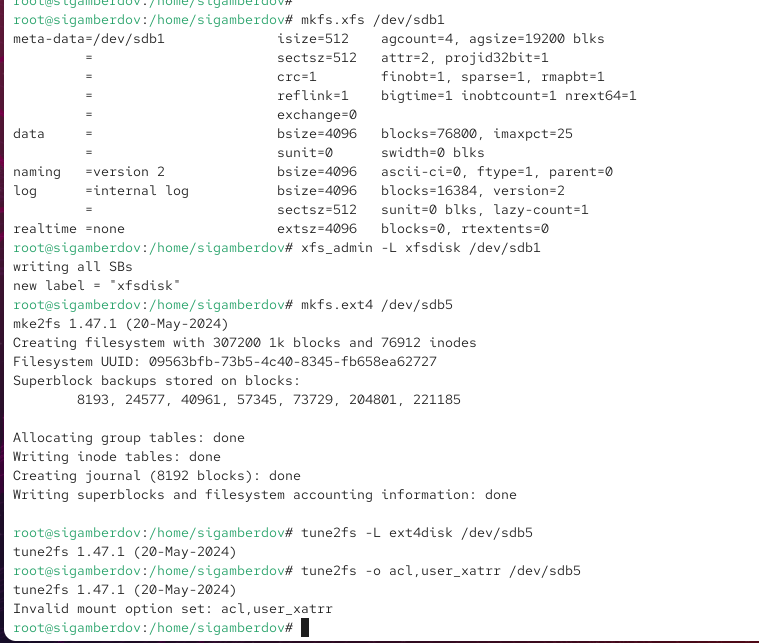 root@sigamberdov:/home/sigamberdov#
root@sigamberdov:/home/sigamberdov# mkfs.xfs /dev/sdb1
meta-data=/dev/sdb1              isize=512    agcount=4, agsize=19200 blks
         =                       sectsz=512   attr=2, projid32bit=1
         =                       crc=1        finobt=1, sparse=1, rmapbt=1
         =                       reflink=1    bigtime=1 inobtcount=1 nrext64=1
         =                       exchange=0
data     =                       bsize=4096   blocks=76800, imaxpct=25
         =                       sunit=0      swidth=0 blks
naming   =version 2              bsize=4096   ascii-ci=0, ftype=1, parent=0
log      =internal log           bsize=4096   blocks=16384, version=2
         =                       sectsz=512   sunit=0 blks, lazy-count=1
realtime =none                   extsz=4096   blocks=0, rtextents=0
root@sigamberdov:/home/sigamberdov# xfs_admin -L xfsdisk /dev/sdb1
writing all SBs
new label = "xfsdisk"
root@sigamberdov:/home/sigamberdov# mkfs.ext4 /dev/sdb5
mke2fs 1.47.1 (20-May-2024)
Creating filesystem with 307200 1k blocks and 76912 inodes
Filesystem UUID: 09563bfb-73b5-4c40-8345-fb658ea62727
Superblock backups stored on blocks:
        8193, 24577, 40961, 57345, 73729, 204801, 221185

Allocating group tables: done
Writing inode tables: done
Creating journal (8192 blocks): done
Writing superblocks and filesystem accounting information: done

root@sigamberdov:/home/sigamberdov# tune2fs -L ext4disk /dev/sdb5
tune2fs 1.47.1 (20-May-2024)
root@sigamberdov:/home/sigamberdov# tune2fs -o acl,user_xatrr /dev/sdb5
tune2fs 1.47.1 (20-May-2024)
Invalid mount option set: acl,user_xatrr
root@sigamberdov:/home/sigamberdov#